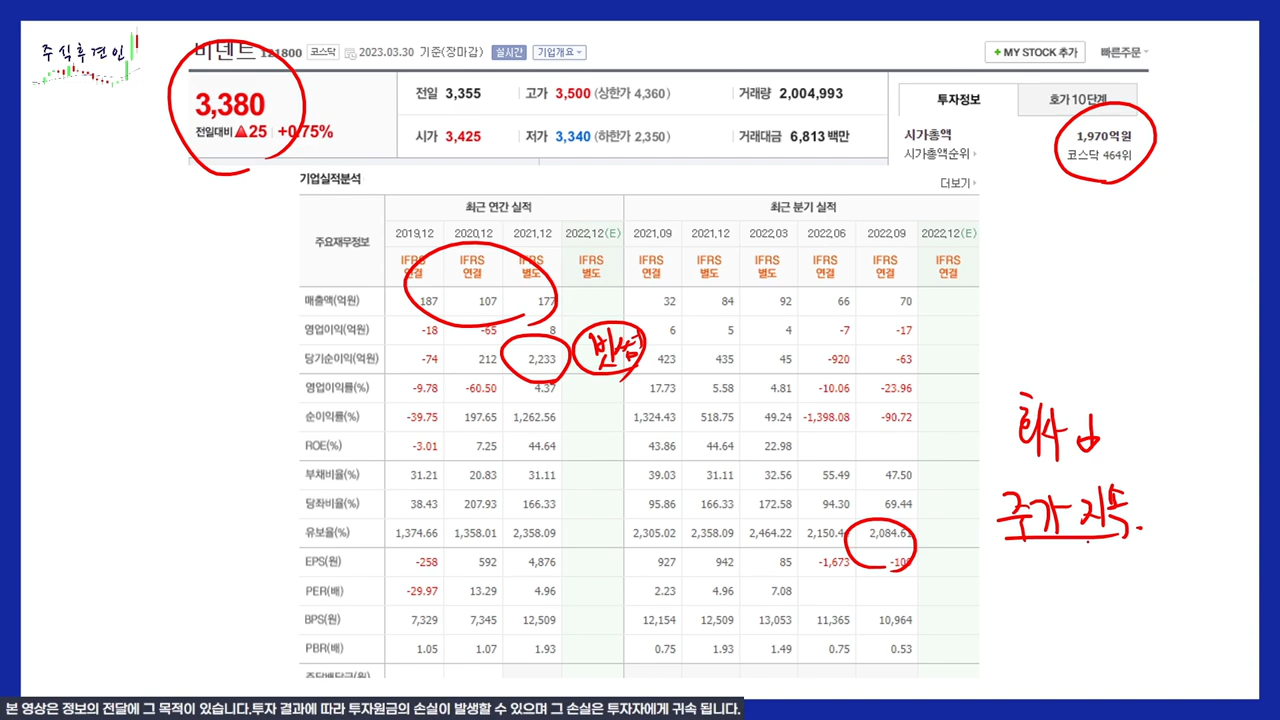 주식후견인
비덴트 121800 코스닥 2023.03.30 기준(장마감) 실시간 기업개요 + MY STOCK 추가 빠른주문
3,380
전일대비 ▲25 +0.75%
전일 3,355 고가 3,500 (상한가 4,360) 거래량 2,004,993
시가 3,425 저가 3,340 (하한가 2,350) 거래대금 6,813 백만
투자정보 호가 10단계
시가총액 1,970억원
시가총액순위 코스닥 464위
기업실적분석 더보기
주요재무정보 최근 연간 실적 최근 분기 실적
2019.12 2020.12 2021.12 2022.12(E) 2021.09 2021.12 2022.03 2022.06 2022.09 2022.12(E)
IFRS IFRS IFRS IFRS IFRS IFRS IFRS IFRS IFRS IFRS
연결 연결 별도 별도 연결 별도 별도 연결 연결 연결
매출액(억원) 187 107 177 32 84 92 66 70
영업이익(억원) -18 -65 8 6 5 4 -7 -17
당기순이익(억원) -74 212 2,233 423 435 45 -920 -63
영업이익률(%) -9.78 -60.50 4.37 17.73 5.58 4.81 -10.06 -23.96
순이익률(%) -39.75 197.65 1,262.56 1,324.43 518.75 49.24 -1,398.08 -90.72
ROE(%) -3.01 7.25 44.64 43.86 44.64 22.98
부채비율(%) 31.21 20.83 31.11 39.03 31.11 32.56 55.49 47.50
당좌비율(%) 38.43 207.93 166.33 95.86 166.33 172.58 94.30 69.44
유보율(%) 1,374.66 1,358.01 2,358.09 2,305.02 2,358.09 2,464.22 2,150.4 2,084.61
EPS(원) -258 592 4,876 927 942 85 -1,673
PER(배) -29.97 13.29 4.96 2.23 4.96 7.08
BPS(원) 7,329 7,345 12,509 12,154 12,509 13,053 11,365 10,964
PBR(배) 1.05 1.07 1.93 0.75 1.93 1.49 0.75 0.53
주당배당금(원)
빗썸
회사
주가 지속.
본 영상은 정보의 전달에 그 목적이 있습니다.투자 결과에 따라 투자원금의 손실이 발생할 수 있으며 그 손실은 투자자에게 귀속 됩니다.